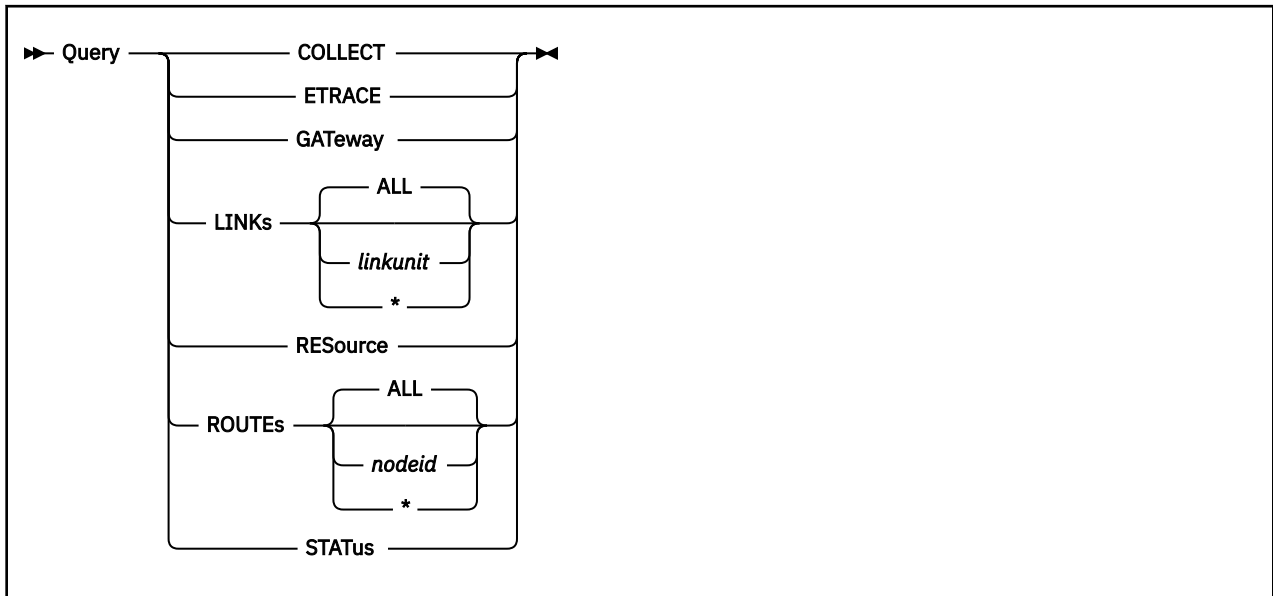 Query COLLECT
ETRACE
GATeway
ALL
LINKs
linkunit
*
RESource
ALL
ROUTEs
nodeid
*
STATus